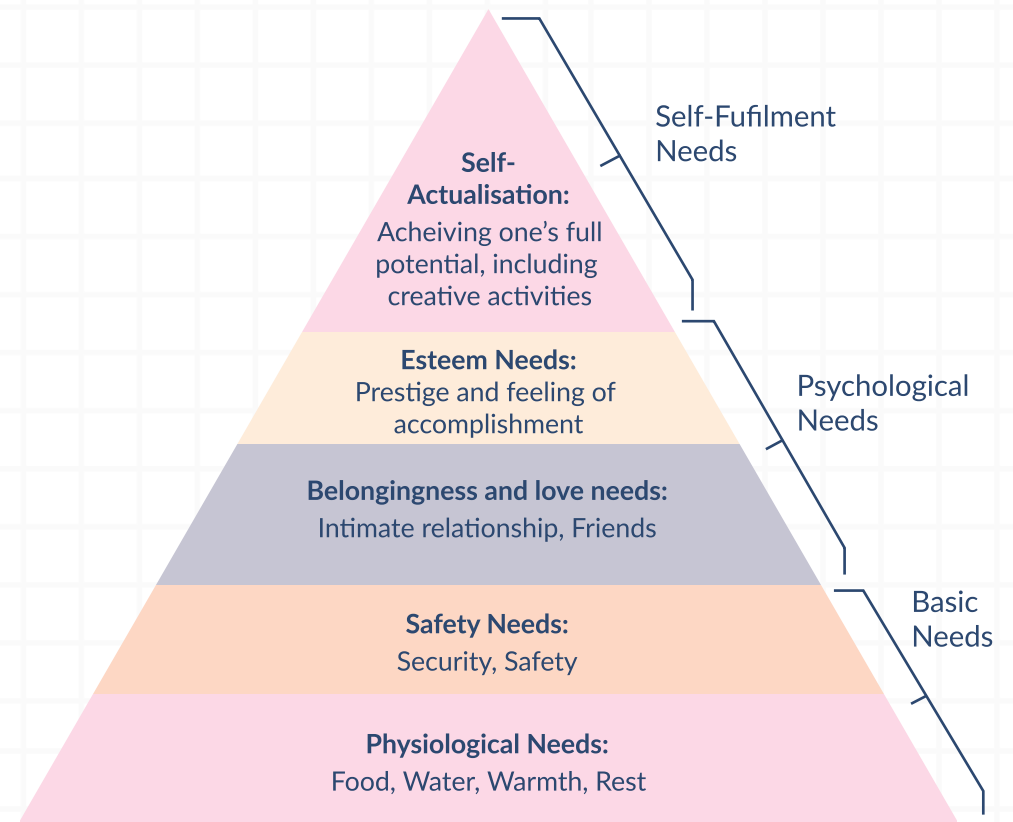 Self-Fufilment
Needs
Self-
Actualisation:
Acheiving one’s full
potential, including
creative activities
Esteem Needs:
Prestige and feeling of
accomplishment
Psychological
Needs
Belongingness and love needs:
Intimate relationship, Friends
Basic
Needs
Safety Needs:
Security, Safety
Physiological Needs:
Food, Water, Warmth, Rest